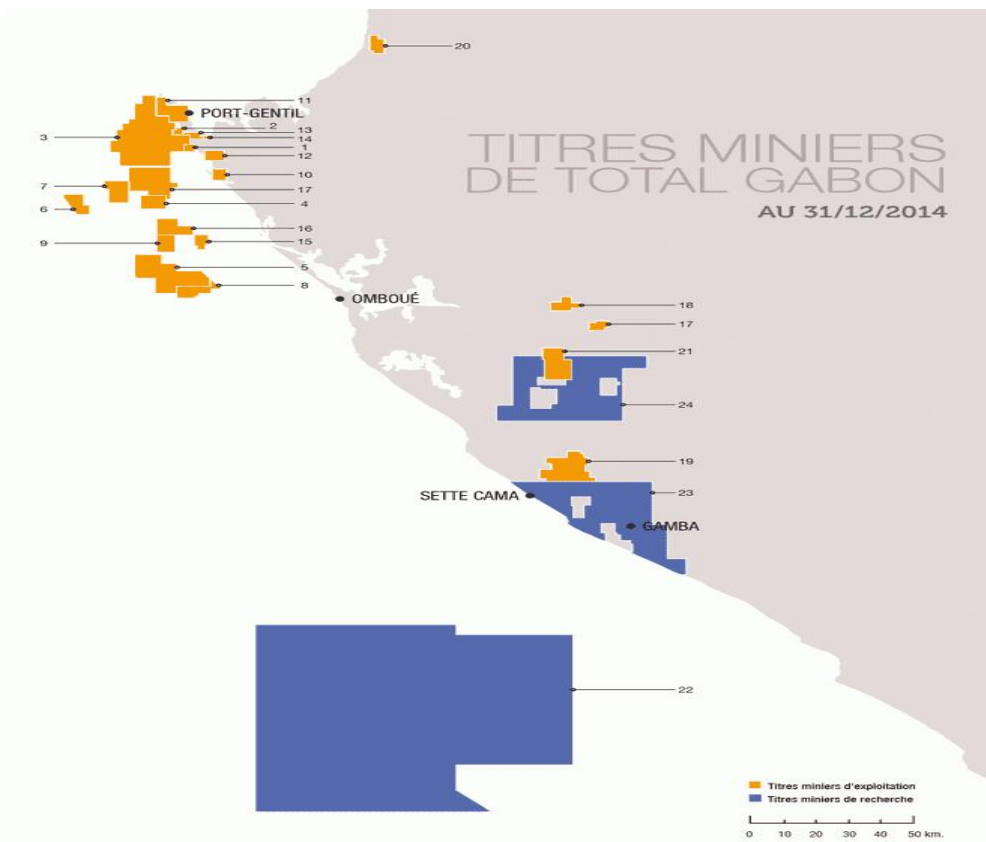 20
11
PORT-GENTIL
2
13
3
14
1
12
10
7
17
4
6
16
9
15
5
8
TITRES MINIERS
DE TOTAL GABON
AU 31/12/2014
OMBOUÉ
18
17
21
24
19
SETTE CAMA
23
GAMBA
22
Titres miniers d'exploitation
Titres miniers de recherche
0 10 20 30 40 50 km.